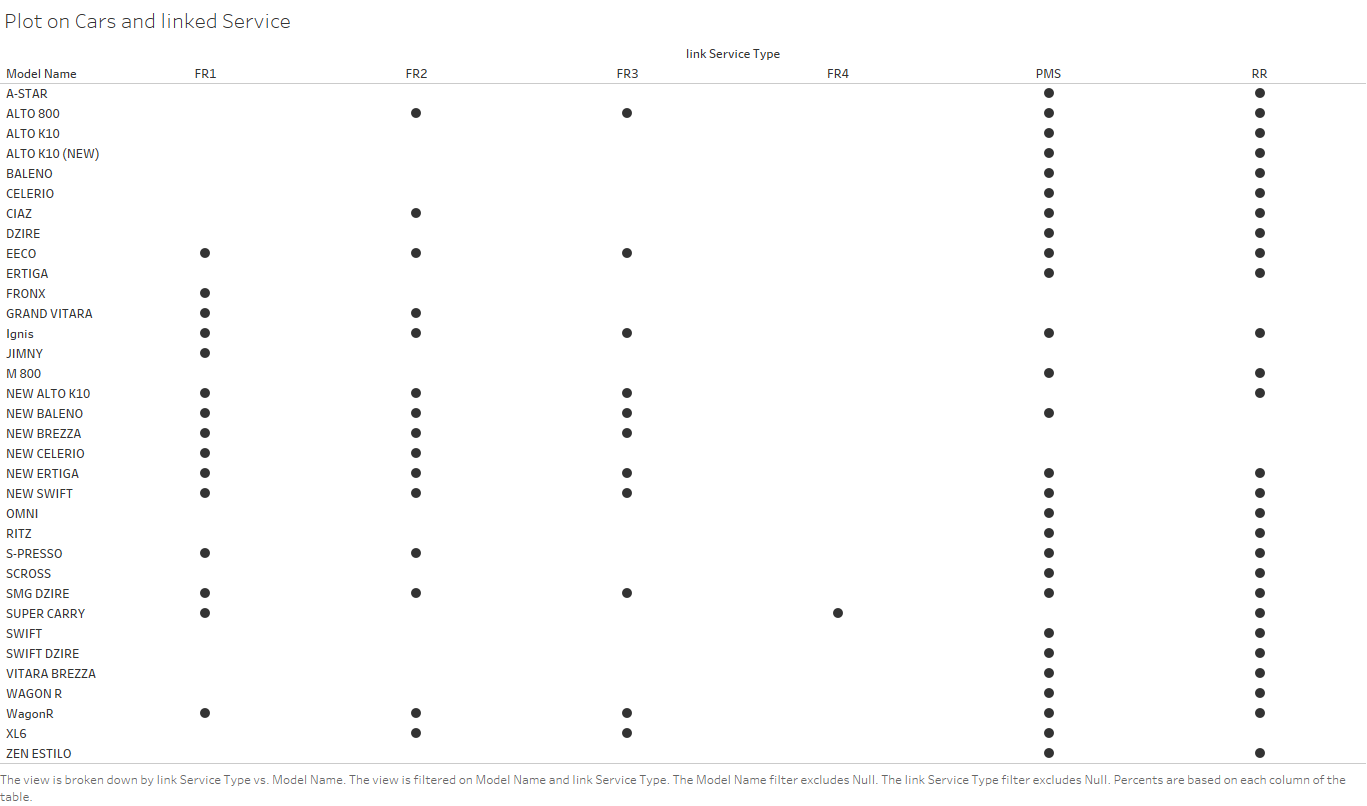 Plot on Cars and linked Service
link Service Type
Model Name FR1 FR2 FR3 FR4 PMS RR
A-STAR
ALTO 800
ALTO K10
ALTO K10 (NEW)
BALENO
CELERIO
CIAZ
DZIRE
EECO
ERTIGA
FRONX
GRAND VITARA
Ignis
JIMNY
M 800
NEW ALTO K10
NEW BALENO
NEW BREZZA
NEW CELERIO
NEW ERTIGA
NEW SWIFT
OMNI
RITZ
S-PRESSO
SCROSS
SMG DZIRE
SUPER CARRY
SWIFT
SWIFT DZIRE
VITARA BREZZA
WAGON R
WagonR
XL6
ZEN ESTILO
The view is broken down by link Service Type vs. Model Name. The view is filtered on Model Name and link Service Type. The Model Name filter excludes Null. The link Service Type filter excludes Null. Percents are based on each column of the
table.